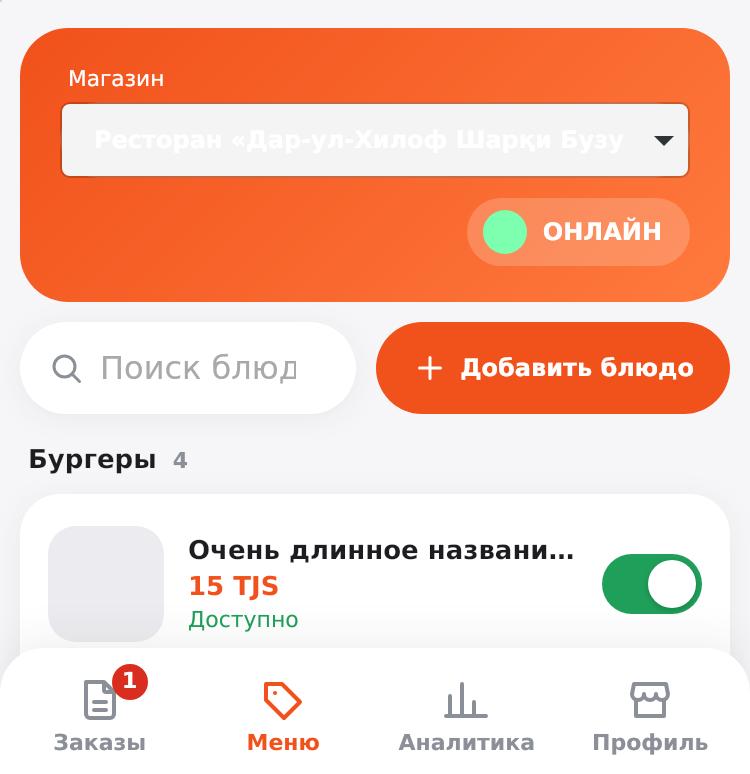 Магазин
Ресторан «Дар-ул-Хилоф Шарқи Бузу
ОНЛАЙН
Поиск блюд
Добавить блюдо
Бургеры 4
Очень длинное названи...
15 TJS
Доступно
1
Заказы
Меню
Аналитика
Профиль